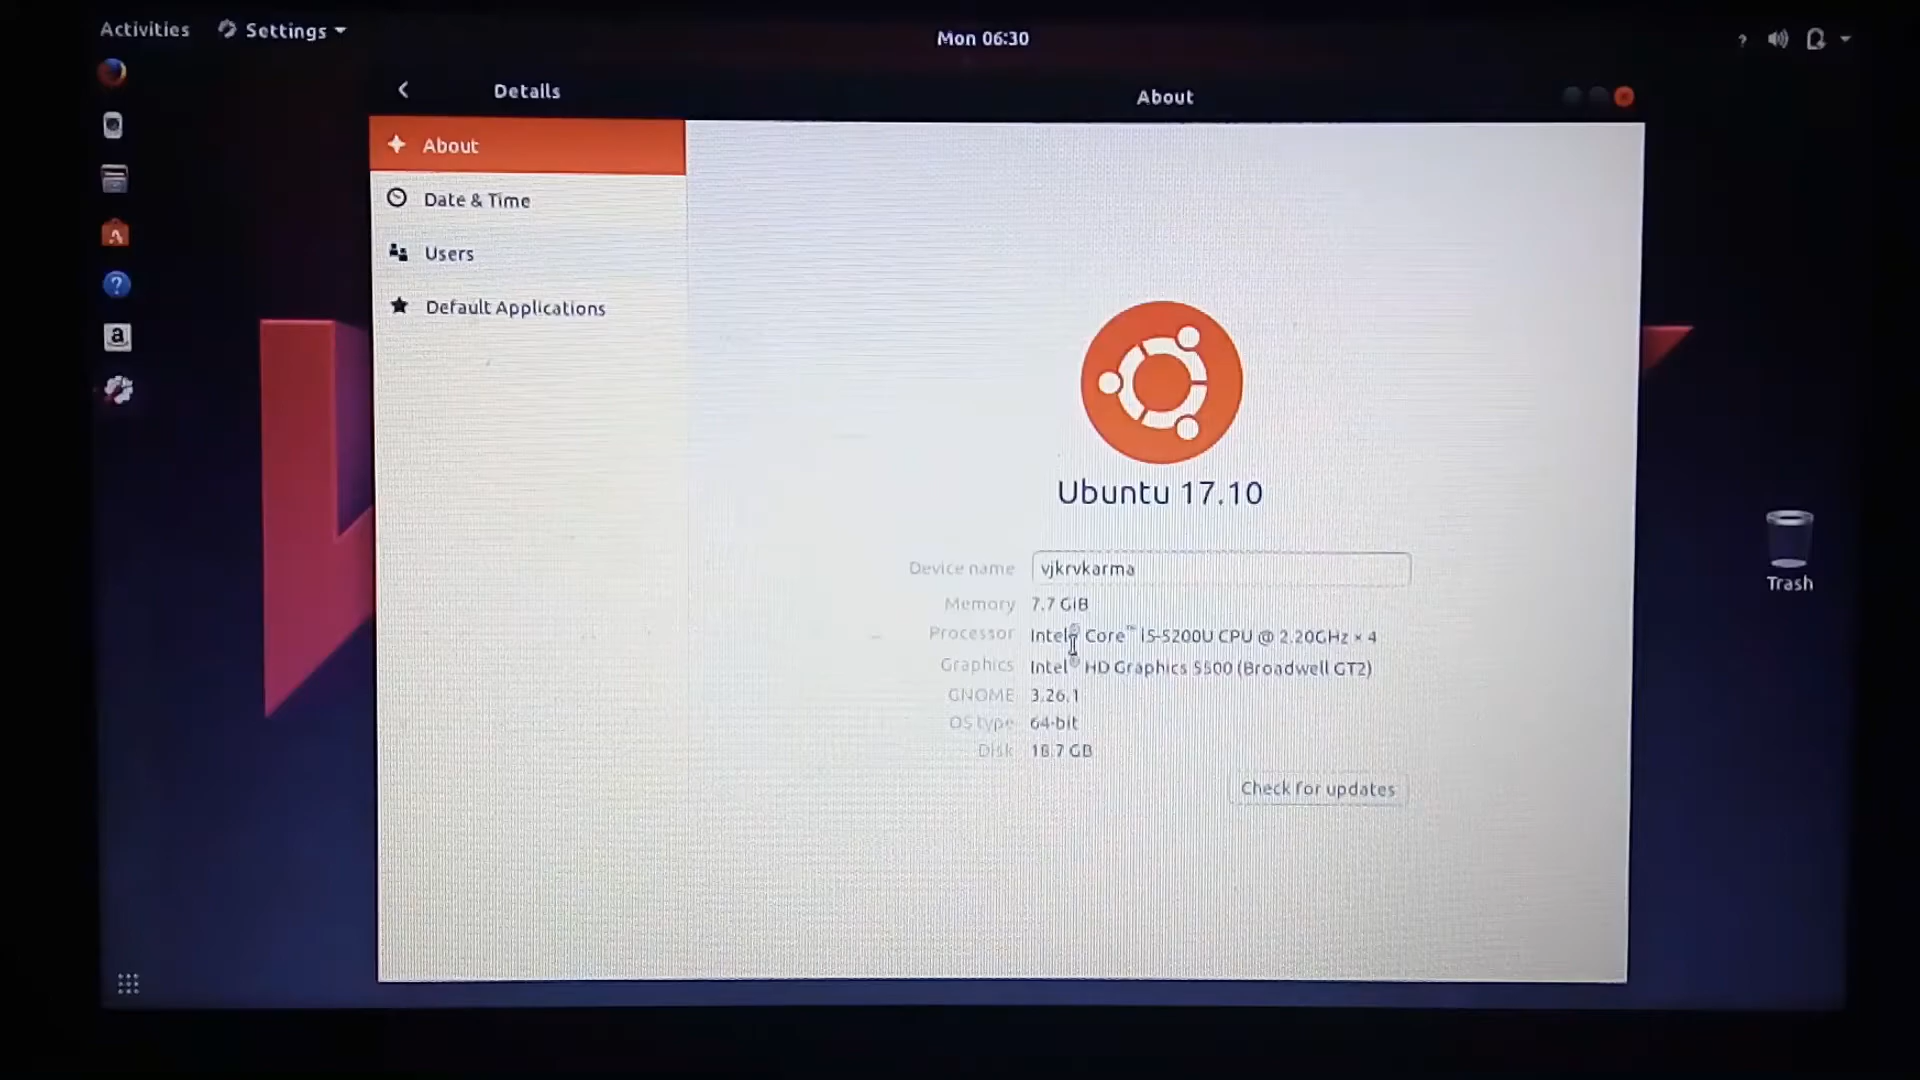 Activities
Settings
Mon 06:30
?
Details
About
About
Date & Time
Users
Default Applications
?
a
Ubuntu 17.10
Device name vjkrvkarma
Memory 7.7 GiB
Processor Intel® Core™ i5-5200U CPU @ 2.20GHz × 4
Graphics Intel® HD Graphics 5500 (Broadwell GT2)
GNOME 3.26.1
OS type 64-bit
Disk 18.7 GB
Check for updates
Trash